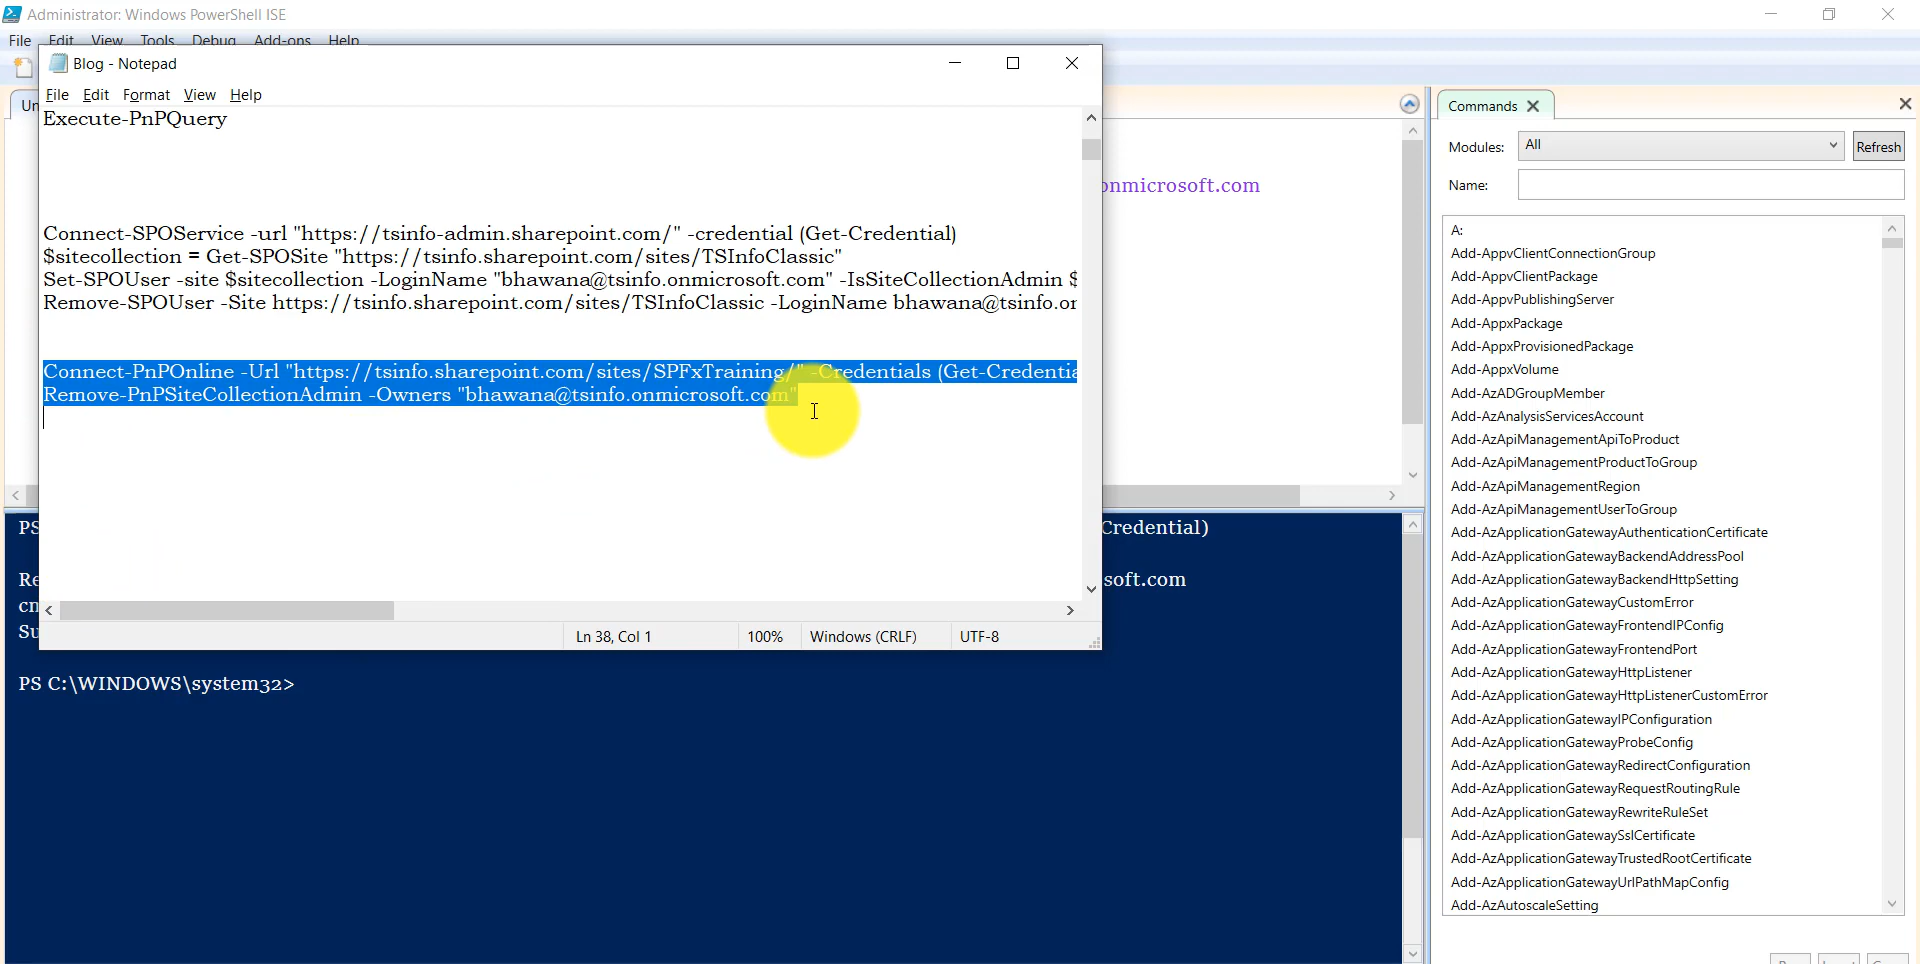 Administrator: Windows PowerShell ISE
File Edit View Tools Debug Add-ons Help
Blog - Notepad
File Edit Format View Help
Execute-PnPQuery
Connect-SPOService -url "https://tsinfo-admin.sharepoint.com/" -credential (Get-Credential)
$sitecollection = Get-SPOSite "https://tsinfo.sharepoint.com/sites/TSInfoClassic"
Set-SPOUser -site $sitecollection -LoginName "bhawana@tsinfo.onmicrosoft.com" -IsSiteCollectionAdmin $
Remove-SPOUser -Site https://tsinfo.sharepoint.com/sites/TSInfoClassic -LoginName bhawana@tsinfo.or
Connect-PnPOnline -Url "https://tsinfo.sharepoint.com/sites/SPFxTraining/" -Credentials (Get-Credentia
Remove-PnPSiteCollectionAdmin -Owners "bhawana@tsinfo.onmicrosoft.com"
Ln 38, Col 1
100%
Windows (CRLF)
UTF-8
Un
onmicrosoft.com
PS
Credential)
Re
soft.com
cm
Su
PS C:\WINDOWS\system32>
Commands
Modules: All Refresh
Name:
A:
Add-AppvClientConnectionGroup
Add-AppvClientPackage
Add-AppvPublishingServer
Add-AppxPackage
Add-AppxProvisionedPackage
Add-AppxVolume
Add-AzADGroupMember
Add-AzAnalysisServicesAccount
Add-AzApiManagementApiToProduct
Add-AzApiManagementProductToGroup
Add-AzApiManagementRegion
Add-AzApiManagementUserToGroup
Add-AzApplicationGatewayAuthenticationCertificate
Add-AzApplicationGatewayBackendAddressPool
Add-AzApplicationGatewayBackendHttpSetting
Add-AzApplicationGatewayCustomError
Add-AzApplicationGatewayFrontendIPConfig
Add-AzApplicationGatewayFrontendPort
Add-AzApplicationGatewayHttpListener
Add-AzApplicationGatewayHttpListenerCustomError
Add-AzApplicationGatewayIPConfiguration
Add-AzApplicationGatewayProbeConfig
Add-AzApplicationGatewayRedirectConfiguration
Add-AzApplicationGatewayRequestRoutingRule
Add-AzApplicationGatewayRewriteRuleSet
Add-AzApplicationGatewaySslCertificate
Add-AzApplicationGatewayTrustedRootCertificate
Add-AzApplicationGatewayUrlPathMapConfig
Add-AzAutoscaleSetting